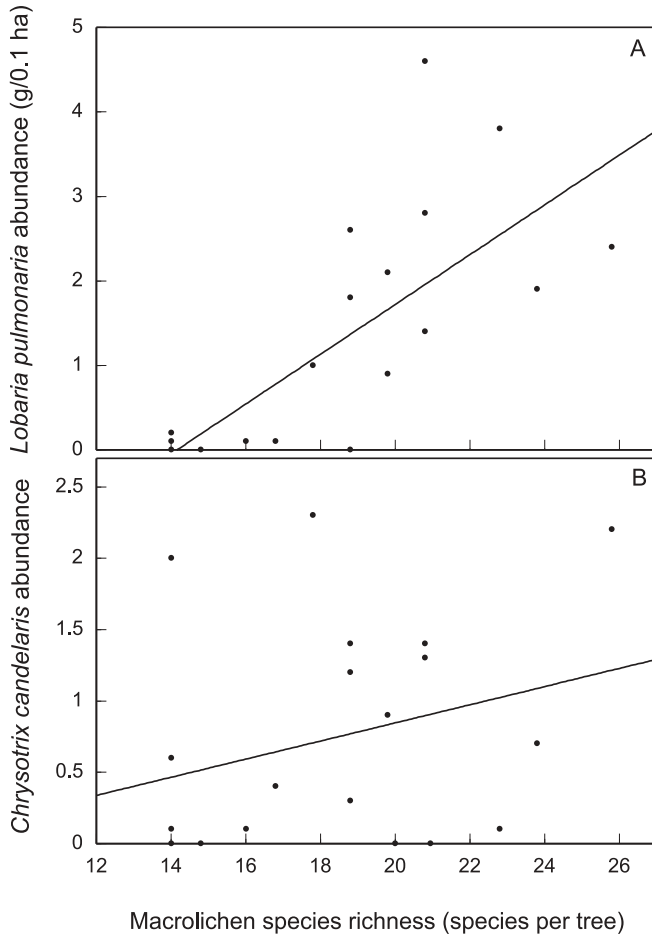 Lobaria pulmonaria abundance (g/0.1 ha)
A
5
4
3
2
1
0
Chrysotrix candelaris abundance
B
2.5
2
1.5
1
0.5
0
12 14 16 18 20 22 24 26
Macrolichen species richness (species per tree)